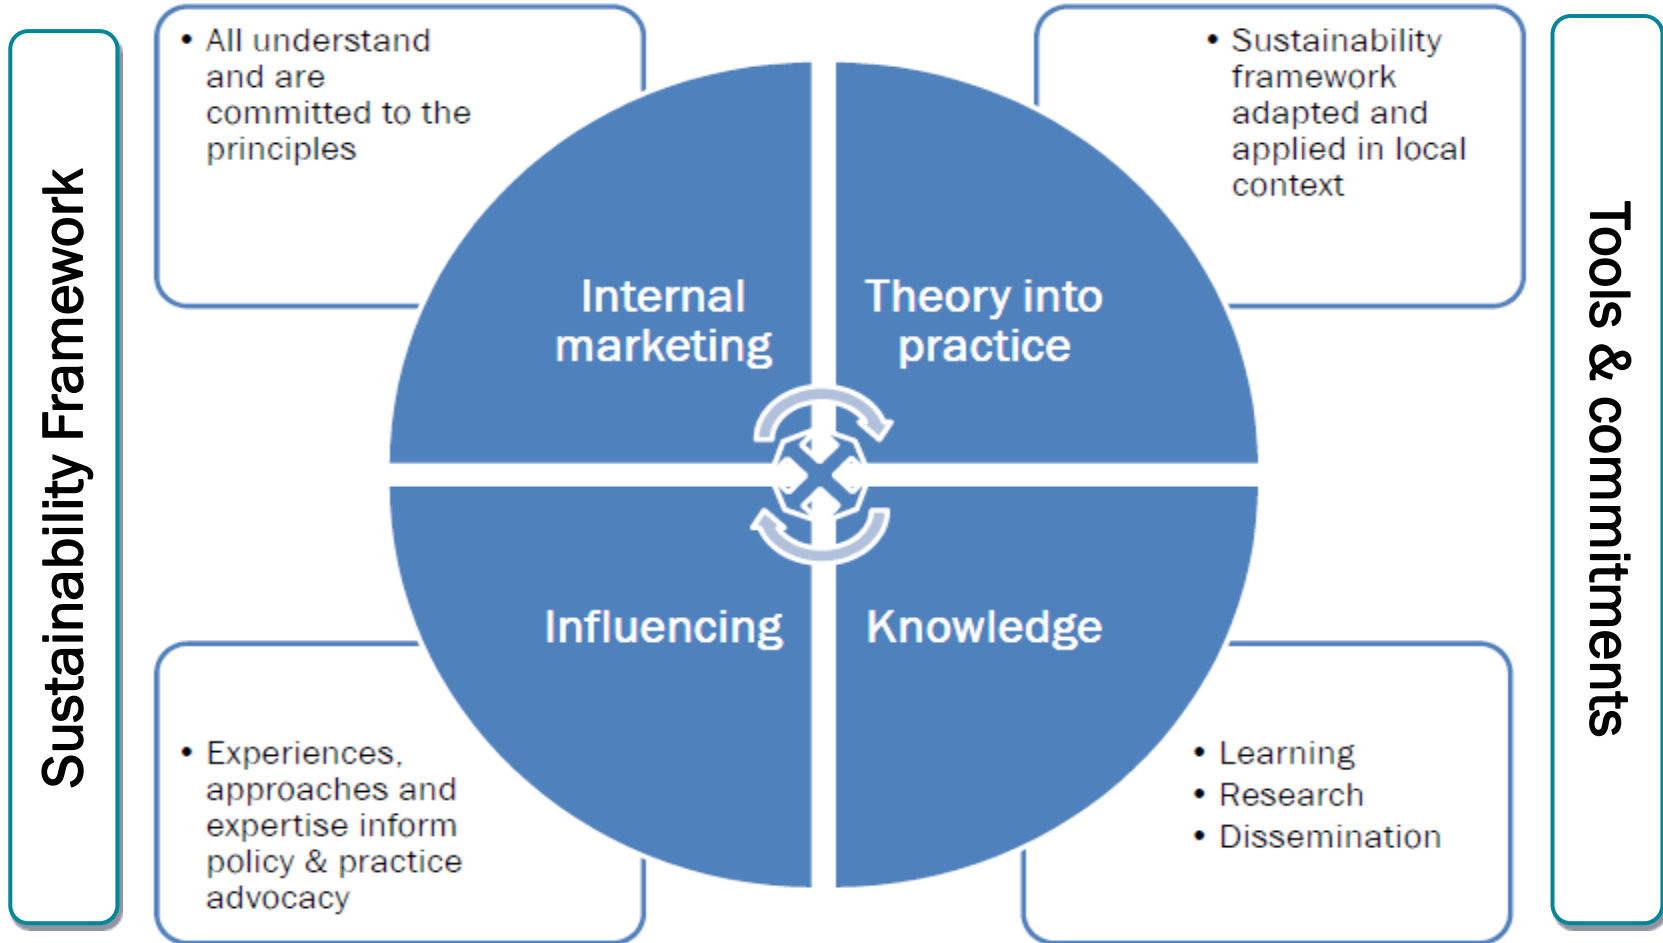 Sustainability Framework
• All understand
and are
committed to the
principles
• Sustainability
framework
adapted and
applied in local
context
Internal
marketing
Theory into
practice
Influencing
Knowledge
• Experiences,
approaches and
expertise inform
policy & practice
advocacy
• Learning
• Research
• Dissemination
Tools & commitments